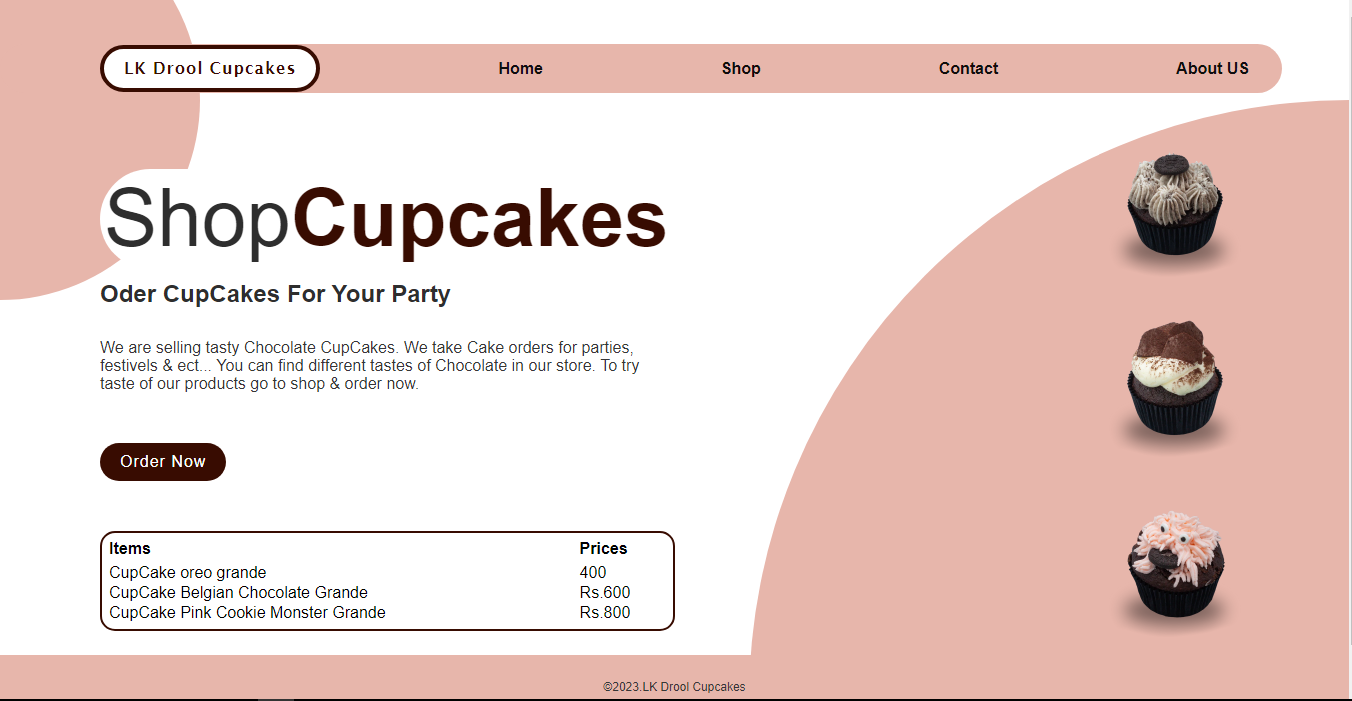 LK Drool Cupcakes Home Shop Contact About US
ShopCupcakes
Oder CupCakes For Your Party
We are selling tasty Chocolate CupCakes. We take Cake orders for parties,
festivels & ect... You can find different tastes of Chocolate in our store. To try
taste of our products go to shop & order now.
Order Now
Items Prices
CupCake oreo grande 400
CupCake Belgian Chocolate Grande Rs.600
CupCake Pink Cookie Monster Grande Rs.800
©2023.LK Drool Cupcakes